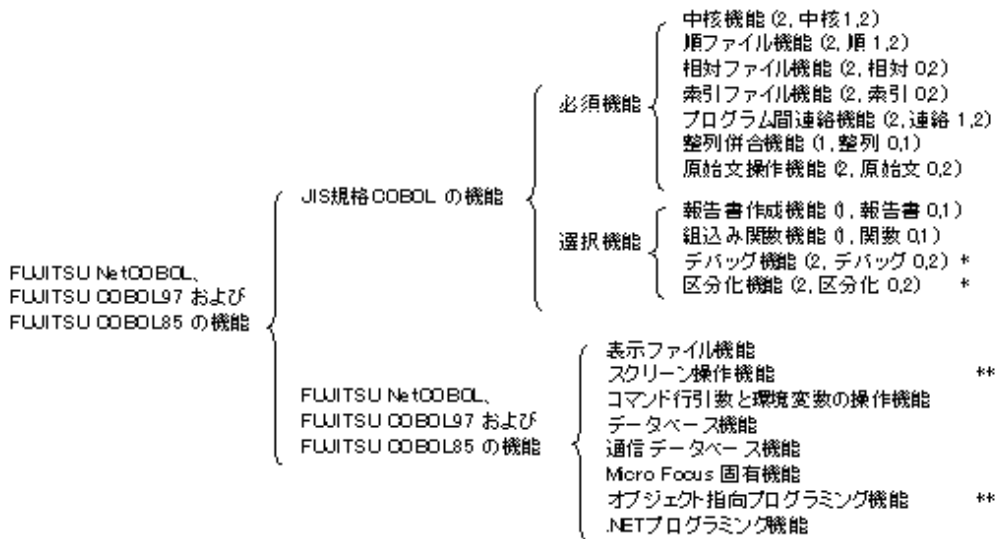 FUJITSU NetCOBOL、
FUJITSU COBOL97 および
FUJITSU COBOL85 の機能
JIS規格COBOL の機能
必須機能
中核機能 (2, 中核1,2)
順ファイル機能 (2, 順 1,2)
相対ファイル機能 (2, 相対 0,2)
索引ファイル機能 (2, 索引 0,2)
プログラム間連絡機能 (2, 連絡 1,2)
整列併合機能 (1, 整列 0,1)
原始文操作機能 (2, 原始文 0,2)
選択機能
報告書作成機能 (1, 報告書 0,1)
組込み関数機能 (1, 関数 0,1)
デバッグ機能 (2, デバッグ 0,2) *
区分化機能 (2, 区分化 0,2) *
FUJITSU NetCOBOL、
FUJITSU COBOL97 および
FUJITSU COBOL85 の機能
表示ファイル機能
スクリーン操作機能 **
コマンド行引数と環境変数の操作機能
データベース機能
通信データベース機能
Micro Focus 固有機能
オブジェクト指向プログラミング機能 **
.NETプログラミング機能